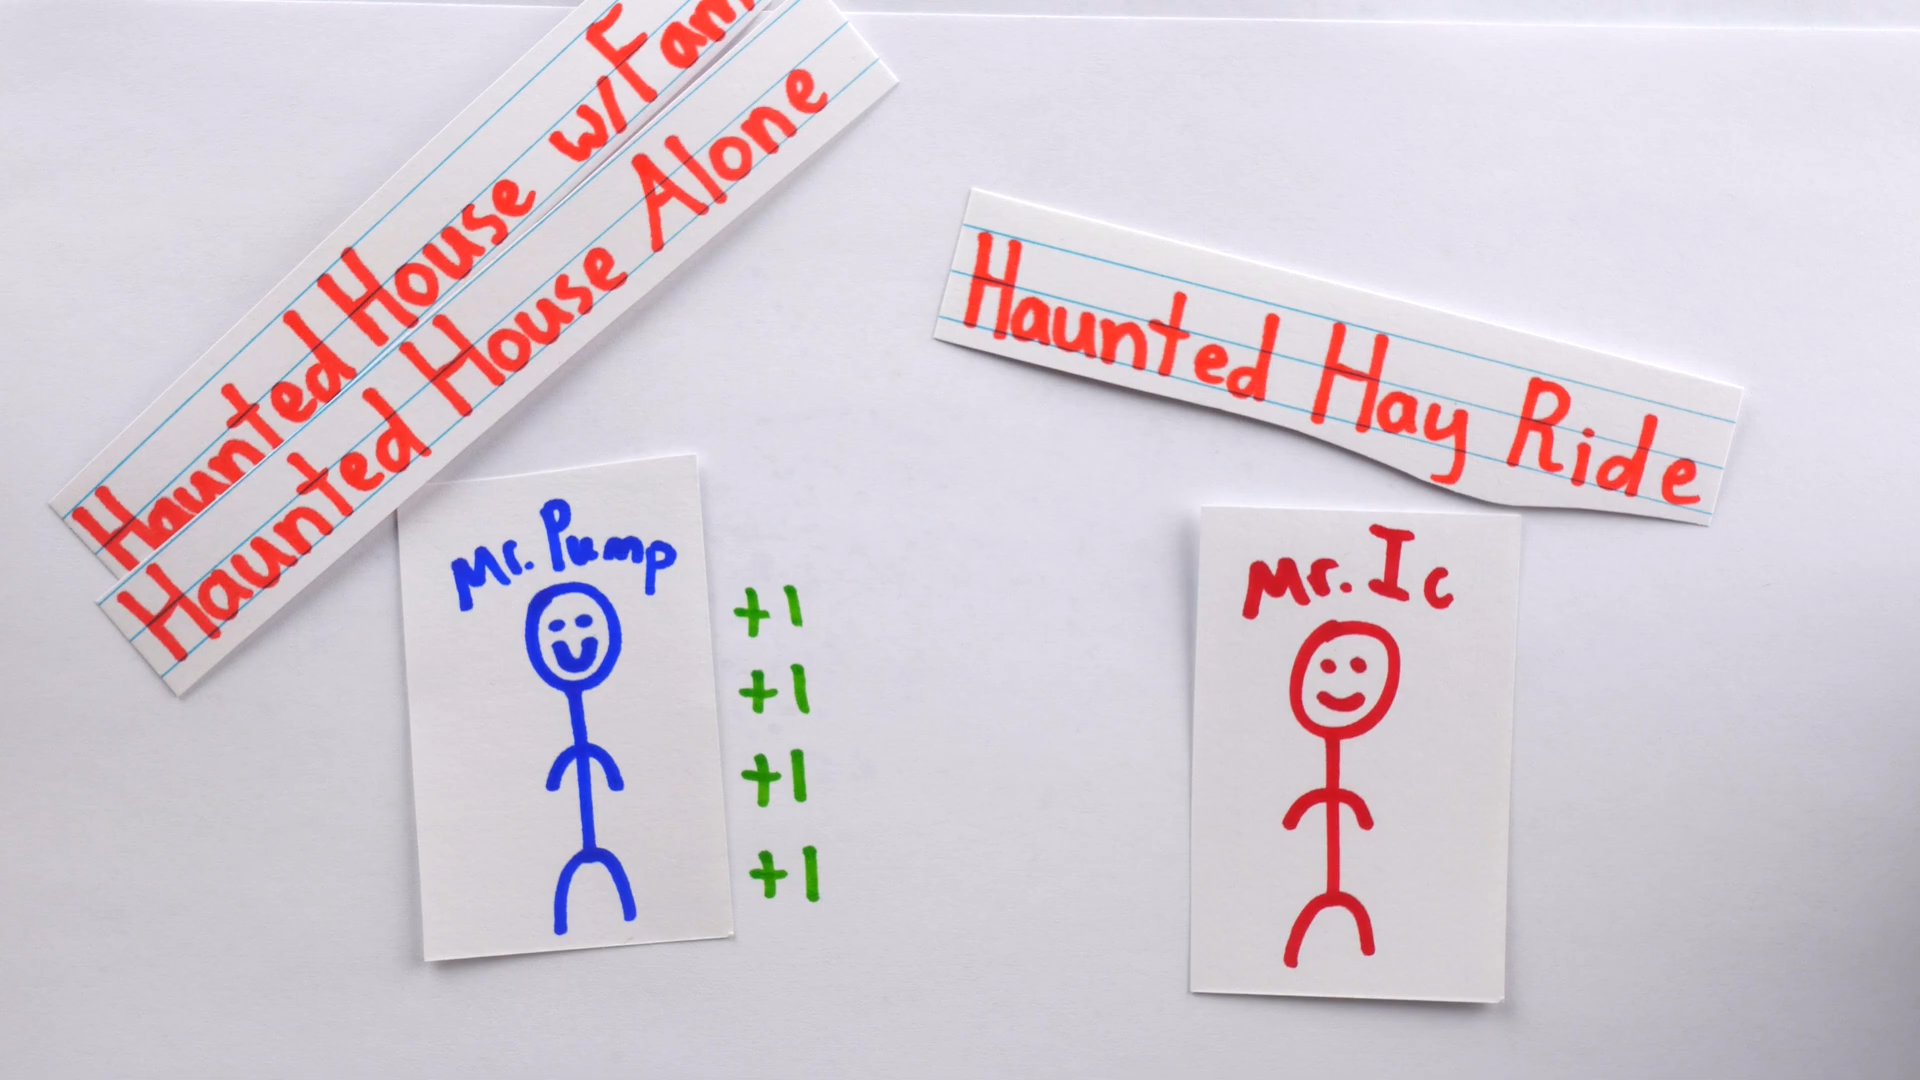 Haunted House w/Fam
Haunted House Alone
Haunted Hay Ride
Mr. Pump
+1
+1
+1
+1
Mr. Ic